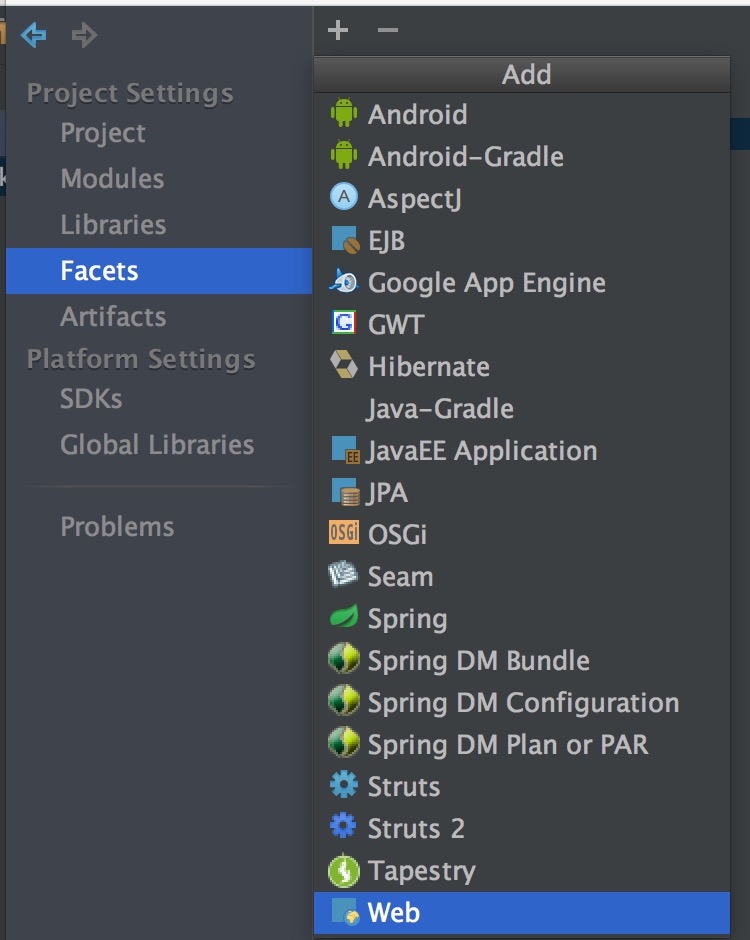 Project Settings
Project
Modules
Libraries
Facets
Artifacts
Platform Settings
SDKs
Global Libraries
Problems
Add
Android
Android-Gradle
A AspectJ
EJB
Google App Engine
G GWT
Hibernate
Java-Gradle
EE JavaEE Application
JPA
OSGi OSGi
Seam
Spring
Spring DM Bundle
Spring DM Configuration
Spring DM Plan or PAR
Struts
Struts 2
Tapestry
Web